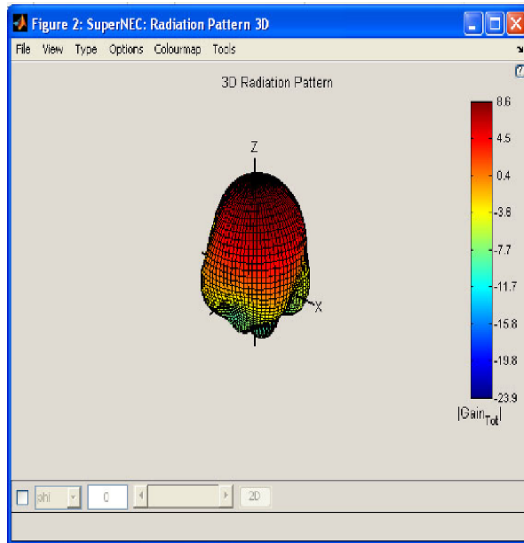 Figure 2: SuperNEC: Radiation Pattern 3D
File View Type Options Colourmap Tools
3D Radiation Pattern
Z
X
8.6
4.5
0.4
-3.6
-7.7
-11.7
-15.8
-19.8
-23.9
|Gain_Tot|
phi 0 2D